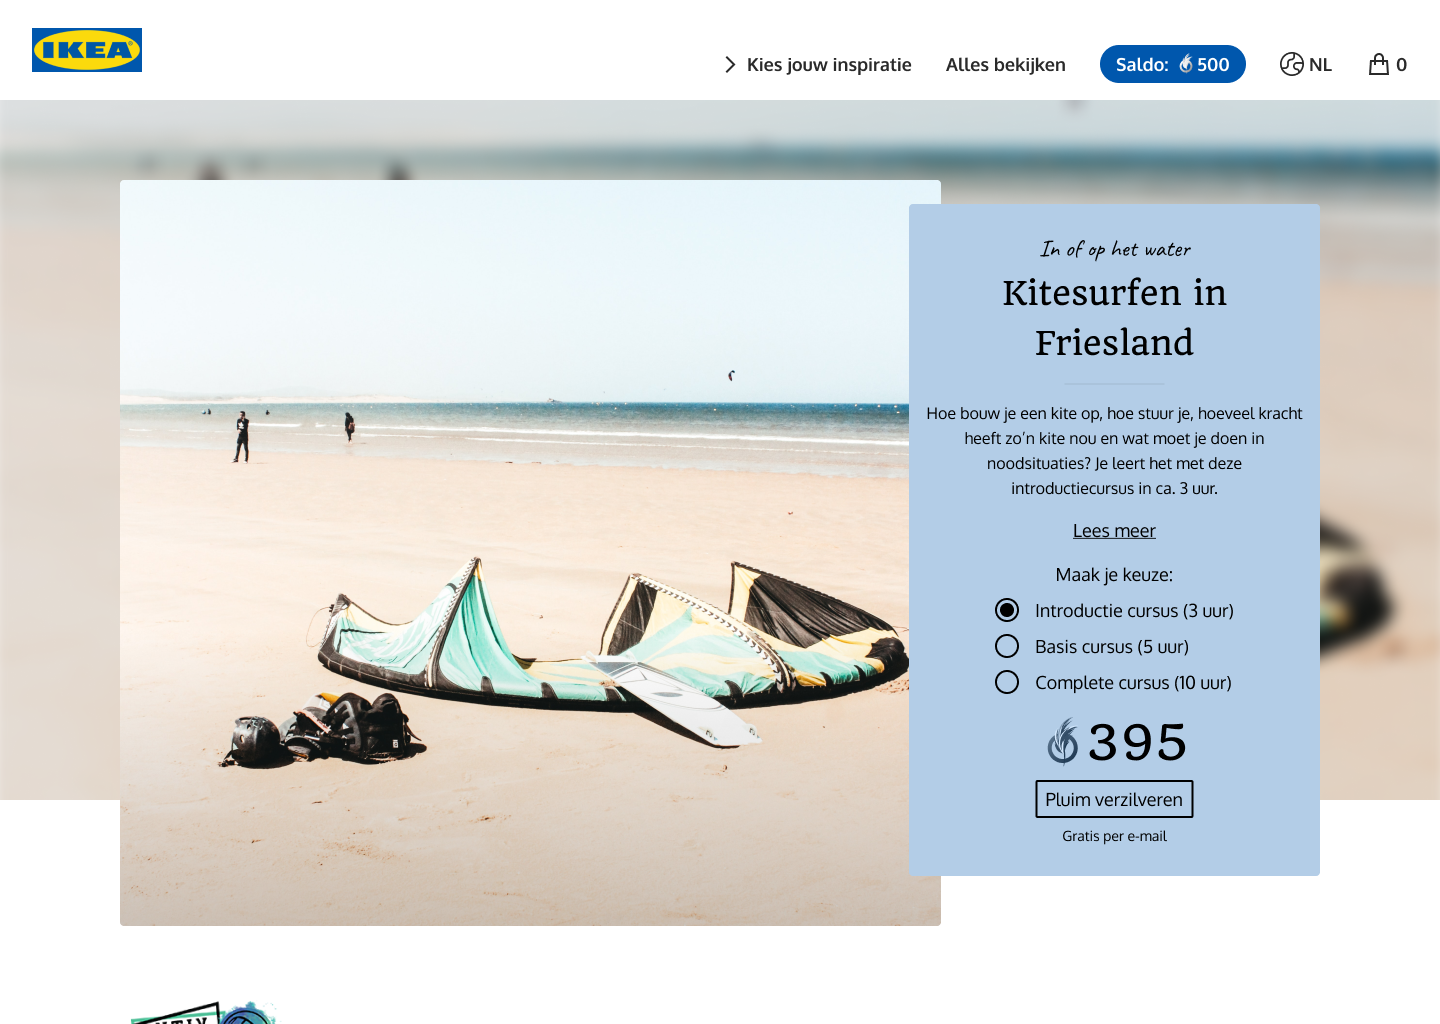 IKEA
Kies jouw inspiratie
Alles bekijken
Saldo: 500
NL
0
In of op het water
Kitesurfen in
Friesland
Hoe bouw je een kite op, hoe stuur je, hoeveel kracht
heeft zo’n kite nou en wat moet je doen in
noodsituaties? Je leert het met deze
introductiecursus in ca. 3 uur.
Lees meer
Maak je keuze:
Introductie cursus (3 uur)
Basis cursus (5 uur)
Complete cursus (10 uur)
395
Pluim verzilveren
Gratis per e-mail